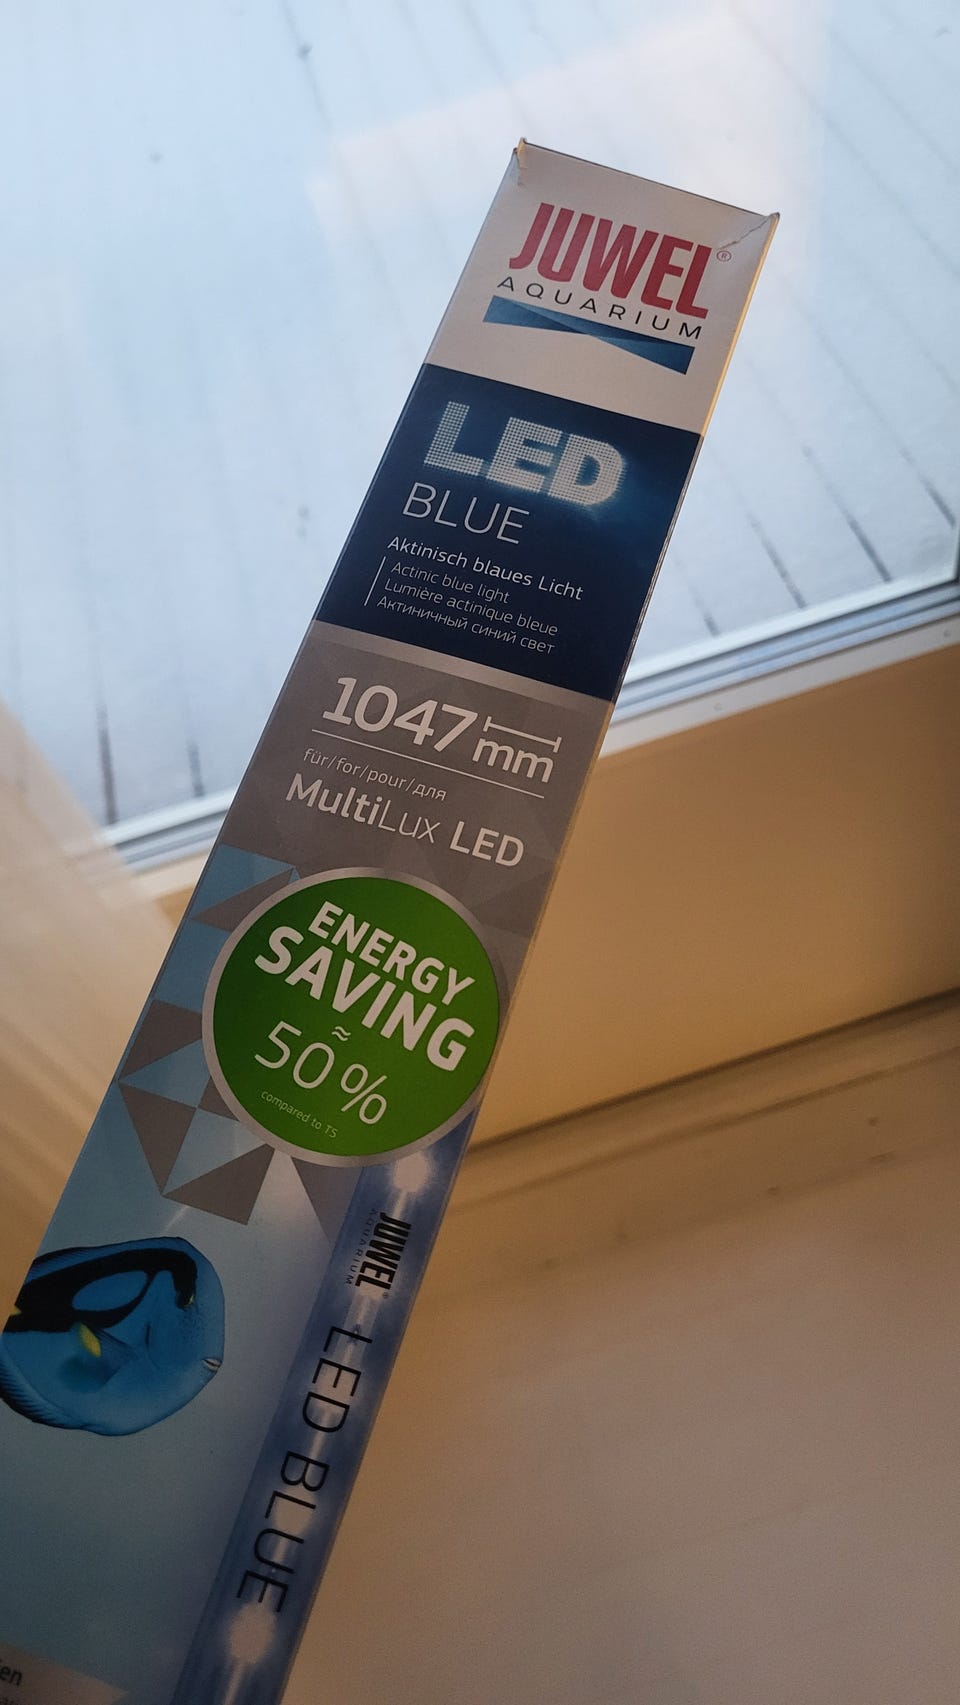 JUWEL®
AQUARIUM
LED
BLUE
Aktinisch blaues Licht
Actinic blue light
Lumière actinique bleue
Актиничный синий свет
1047 mm
für/for/pour/для
MultiLux LED
ENERGY
SAVING
≈
50%
compared to T5
JUWEL®
AQUARIUM
LED BLUE